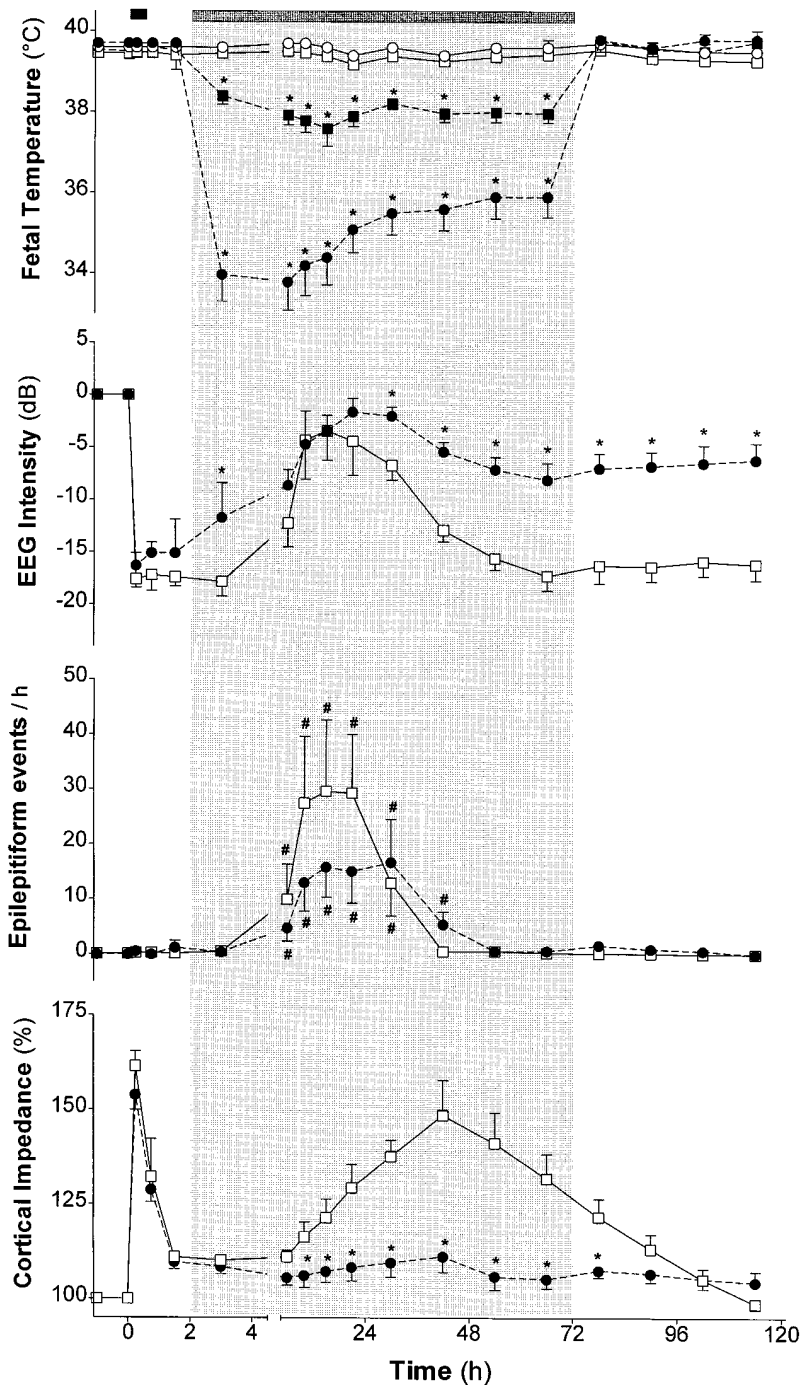 40
38
36
34
Fetal Temperature (°C)
* * * * * * * * *
* * * * * * * * *
5
0
-5
-10
-15
-20
EEG Intensity (dB)
* * * * * * * * *
50
40
30
20
10
0
Epilepitiform events / h
# # # # # #
# # # # #
175
150
125
100
Cortical Impedance (%)
* * * * * * * *
0 2 4 24 48 72 96 120
Time (h)